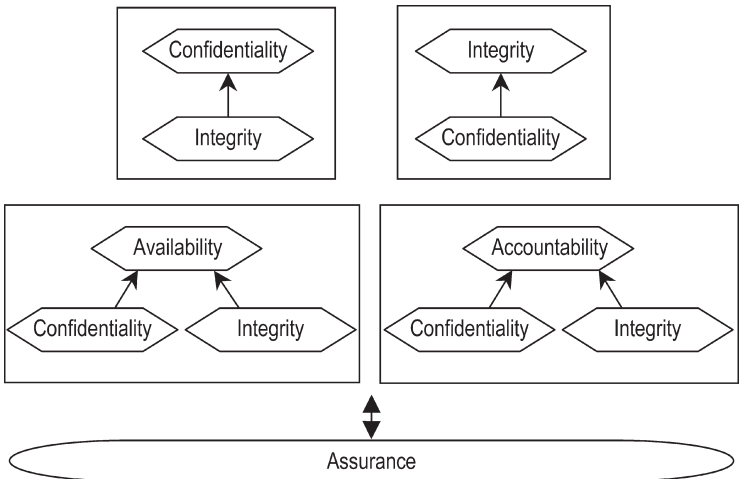 Confidentiality
Integrity
Integrity
Confidentiality
Availability
Confidentiality
Integrity
Accountability
Confidentiality
Integrity
Assurance